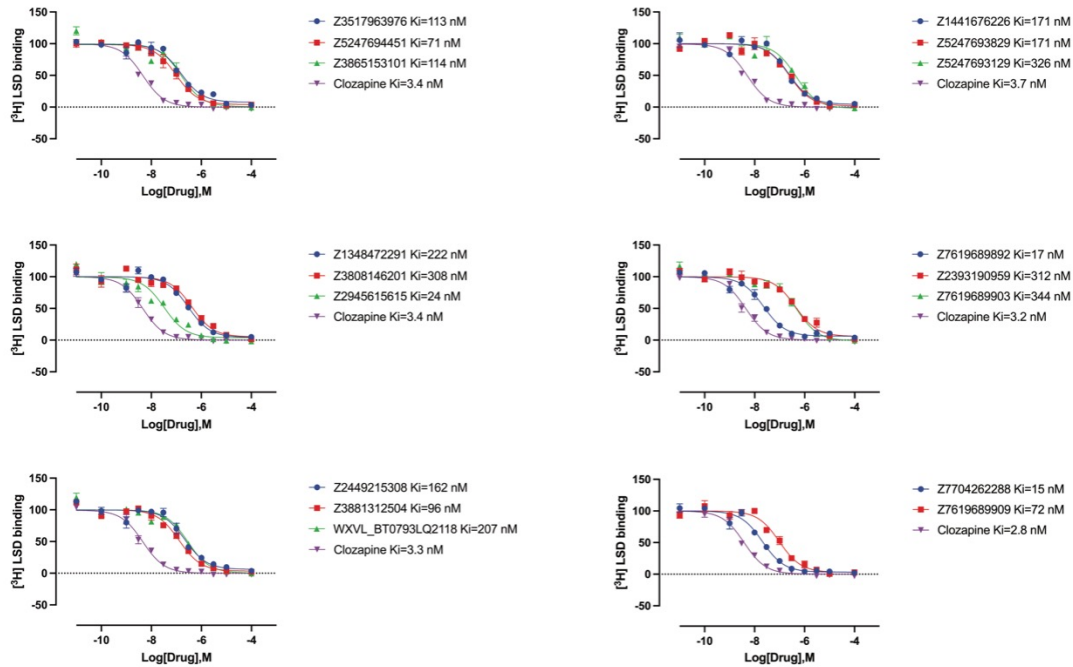 Z3517963976 Ki=113 nM
Z5247694451 Ki=71 nM
Z3865153101 Ki=114 nM
Clozapine Ki=3.4 nM
[³H] LSD binding
150
100
50
0
-50
-10 -8 -6 -4
Log[Drug],M
Z1441676226 Ki=171 nM
Z5247693829 Ki=171 nM
Z5247693129 Ki=326 nM
Clozapine Ki=3.7 nM
[³H] LSD binding
150
100
50
0
-50
-10 -8 -6 -4
Log[Drug],M
Z1348472291 Ki=222 nM
Z3808146201 Ki=308 nM
Z2945615615 Ki=24 nM
Clozapine Ki=3.4 nM
[³H] LSD binding
150
100
50
0
-50
-10 -8 -6 -4
Log[Drug],M
Z7619689892 Ki=17 nM
Z2393190959 Ki=312 nM
Z7619689903 Ki=344 nM
Clozapine Ki=3.2 nM
[³H] LSD binding
150
100
50
0
-50
-10 -8 -6 -4
Log[Drug],M
Z2449215308 Ki=162 nM
Z3881312504 Ki=96 nM
WXVL_BT0793LQ2118 Ki=207 nM
Clozapine Ki=3.3 nM
[³H] LSD binding
150
100
50
0
-50
-10 -8 -6 -4
Log[Drug],M
Z7704262288 Ki=15 nM
Z7619689909 Ki=72 nM
Clozapine Ki=2.8 nM
[³H] LSD binding
150
100
50
0
-50
-10 -8 -6 -4
Log[Drug],M